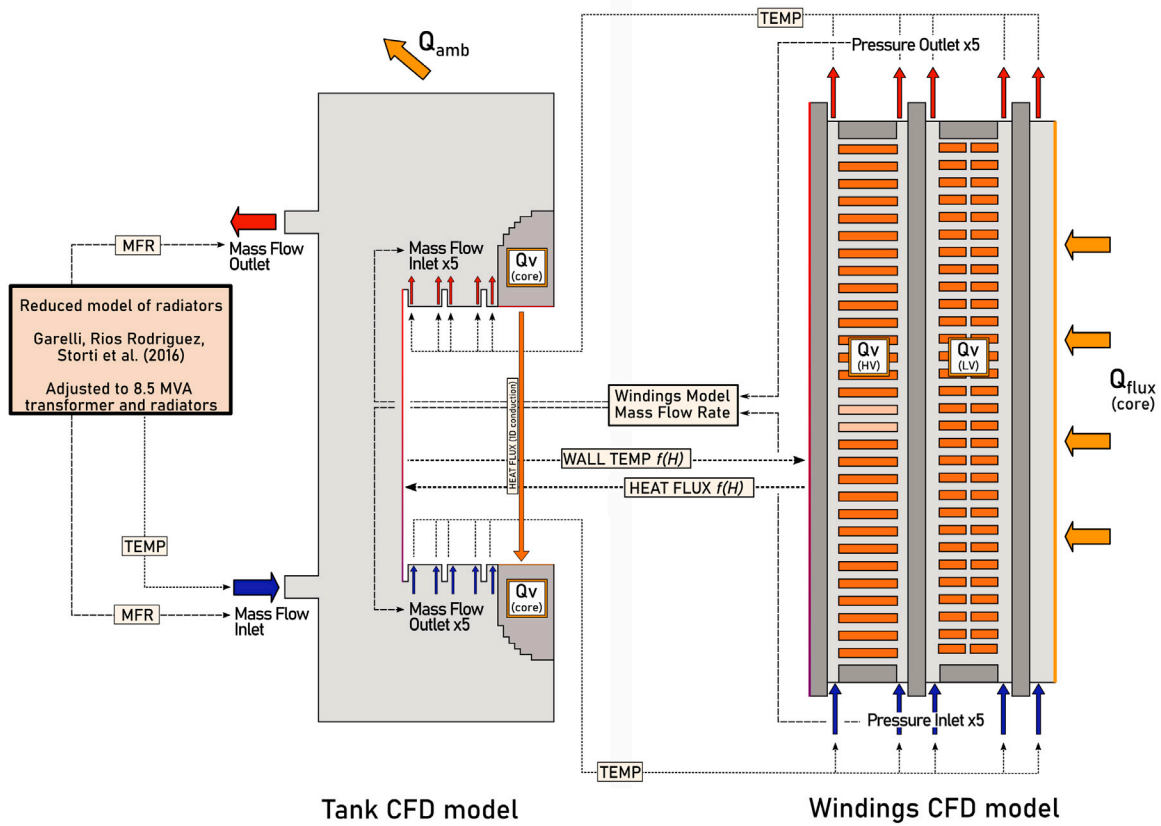 TEMP
Q amb
Pressure Outlet x5
MFR
Mass Flow
Outlet
Mass Flow
Inlet x5
Qv
(core)
Reduced model of radiators
Garelli, Rios Rodriguez,
Storti et al. (2016)
Adjusted to 8.5 MVA
transformer and radiators
Qv
(HV)
Qv
(LV)
Windings Model
Mass Flow Rate
Q flux
(core)
HEAT FLUX (1D conduction)
WALL TEMP f(H)
HEAT FLUX f(H)
TEMP
MFR
Mass Flow
Inlet
Qv
(core)
Mass Flow
Outlet x5
Pressure Inlet x5
TEMP
Tank CFD model
Windings CFD model